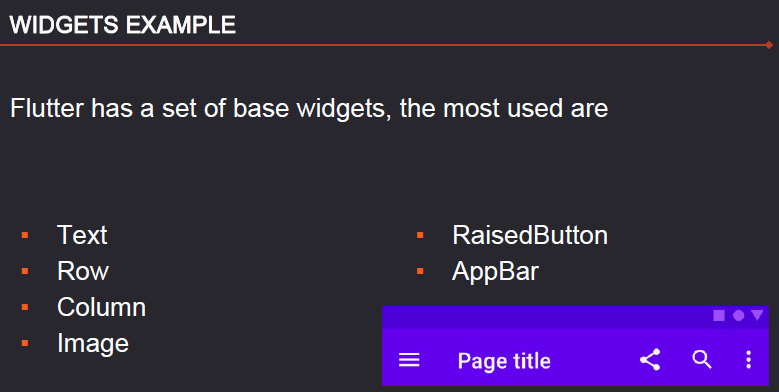 WIDGETS EXAMPLE
Flutter has a set of base widgets, the most used are
Text
Row
Column
Image
RaisedButton
AppBar
Page title